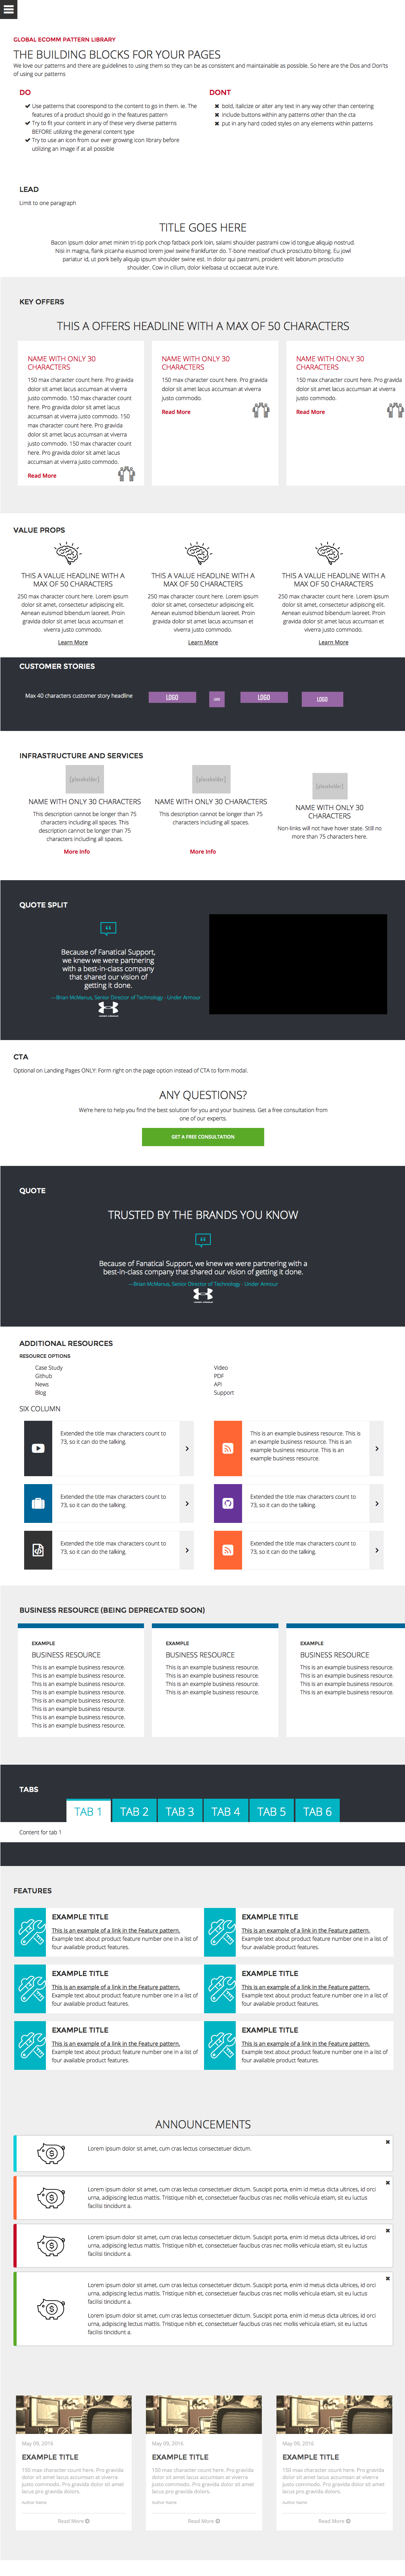 GLOBAL ECOMM PATTERN LIBRARY
THE BUILDING BLOCKS FOR YOUR PAGES
We love our patterns and there are guidelines to using them so they can be as consistent and maintainable as possible. So here are the Dos and Don'ts
of using our patterns
DO
Use patterns that coorespond to the content to go in them. ie. The
features of a product should go in the features pattern
Try to fit your content in any of these very diverse patterns
BEFORE utilizing the general content type
Try to use an icon from our ever growing icon library before
utilizing an image if at all possible
DONT
bold, italicize or alter any text in any way other than centering
include buttons within any patterns other than the cta
put in any hard coded styles on any elements within patterns
LEAD
Limit to one paragraph
TITLE GOES HERE
Bacon ipsum dolor amet minim tri-tip pork chop fatback pork loin, salami shoulder pastrami cow id tongue aliquip nostrud.
Nisi in magna, flank picanha eiusmod lorem jowl swine frankfurter do. T-bone meatloaf chuck prosciutto biltong. Eu jowl
pariatur id, ut pork belly aliquip ipsum shoulder swine est. In dolor qui pastrami, proident velit laborum prosciutto
shoulder. Cow in cillum, dolor kielbasa ut occaecat aute irure.
KEY OFFERS
THIS A OFFERS HEADLINE WITH A MAX OF 50 CHARACTERS
NAME WITH ONLY 30
CHARACTERS
150 max character count here. Pro gravida
dolor sit amet lacus accumsan at viverra
justo commodo. 150 max character count
here. Pro gravida dolor sit amet lacus
accumsan at viverra justo commodo. 150
max character count here. Pro gravida
dolor sit amet lacus accumsan at viverra
justo commodo. 150 max character count
here. Pro gravida dolor sit amet lacus
accumsan at viverra justo commodo.
Read More
NAME WITH ONLY 30
CHARACTERS
150 max character count here. Pro gravida
dolor sit amet lacus accumsan at viverra
justo commodo.
Read More
NAME WITH ONLY 30
CHARACTERS
150 max character count here. Pro gravida
dolor sit amet lacus accumsan at viverra
justo commodo.
Read More
VALUE PROPS
THIS A VALUE HEADLINE WITH A
MAX OF 50 CHARACTERS
250 max character count here. Lorem ipsum
dolor sit amet, consectetur adipiscing elit.
Aenean euismod bibendum laoreet. Proin
gravida dolor sit amet lacus accumsan et
viverra justo commodo.
Learn More
THIS A VALUE HEADLINE WITH A
MAX OF 50 CHARACTERS
250 max character count here. Lorem ipsum
dolor sit amet, consectetur adipiscing elit.
Aenean euismod bibendum laoreet. Proin
gravida dolor sit amet lacus accumsan et
viverra justo commodo.
Learn More
THIS A VALUE HEADLINE WITH A
MAX OF 50 CHARACTERS
250 max character count here. Lorem ipsum
dolor sit amet, consectetur adipiscing elit.
Aenean euismod bibendum laoreet. Proin
gravida dolor sit amet lacus accumsan et
viverra justo commodo.
Learn More
CUSTOMER STORIES
Max 40 characters customer story headline
LOGO
LOGO
LOGO
LOGO
INFRASTRUCTURE AND SERVICES
[placeholder]
NAME WITH ONLY 30 CHARACTERS
This description cannot be longer than 75
characters including all spaces. This
description cannot be longer than 75
characters including all spaces.
More Info
[placeholder]
NAME WITH ONLY 30 CHARACTERS
This description cannot be longer than 75
characters including all spaces.
More Info
[placeholder]
NAME WITH ONLY 30
CHARACTERS
Non-links will not have hover state. Still no
more than 75 characters here.
QUOTE SPLIT
Because of Fanatical Support,
we knew we were partnering
with a best-in-class company
that shared our vision of
getting it done.
—Brian McManus, Senior Director of Technology - Under Armour
CTA
Optional on Landing Pages ONLY: Form right on the page option instead of CTA to form modal.
ANY QUESTIONS?
We're here to help you find the best solution for you and your business. Get a free consultation from
one of our experts.
GET A FREE CONSULTATION
QUOTE
TRUSTED BY THE BRANDS YOU KNOW
Because of Fanatical Support, we knew we were partnering with a
best-in-class company that shared our vision of getting it done.
—Brian McManus, Senior Director of Technology - Under Armour
ADDITIONAL RESOURCES
RESOURCE OPTIONS
Case Study
Github
News
Blog
Video
PDF
API
Support
SIX COLUMN
Extended the title max characters count to
73, so it can do the talking.
This is an example business resource. This is
an example business resource. This is an
example business resource. This is an
example business resource.
Extended the title max characters count to
73, so it can do the talking.
Extended the title max characters count to
73, so it can do the talking.
Extended the title max characters count to
73, so it can do the talking.
Extended the title max characters count to
73, so it can do the talking.
BUSINESS RESOURCE (BEING DEPRECATED SOON)
EXAMPLE
BUSINESS RESOURCE
This is an example business resource.
This is an example business resource.
This is an example business resource.
This is an example business resource.
This is an example business resource.
This is an example business resource.
This is an example business resource.
This is an example business resource.
EXAMPLE
BUSINESS RESOURCE
This is an example business resource.
This is an example business resource.
This is an example business resource.
This is an example business resource.
EXAMPLE
BUSINESS RESOURCE
This is an example business resource.
This is an example business resource.
This is an example business resource.
This is an example business resource.
TABS
TAB 1
TAB 2
TAB 3
TAB 4
TAB 5
TAB 6
Content for tab 1
FEATURES
EXAMPLE TITLE
This is an example of a link in the Feature pattern.
Example text about product feature number one in a list of
four available product features.
EXAMPLE TITLE
This is an example of a link in the Feature pattern.
Example text about product feature number one in a list of
four available product features.
EXAMPLE TITLE
This is an example of a link in the Feature pattern.
Example text about product feature number one in a list of
four available product features.
EXAMPLE TITLE
This is an example of a link in the Feature pattern.
Example text about product feature number one in a list of
four available product features.
EXAMPLE TITLE
This is an example of a link in the Feature pattern.
Example text about product feature number one in a list of
four available product features.
EXAMPLE TITLE
This is an example of a link in the Feature pattern.
Example text about product feature number one in a list of
four available product features.
ANNOUNCEMENTS
Lorem ipsum dolor sit amet, cum cras lectus consectetuer dictum.
Lorem ipsum dolor sit amet, cum cras lectus consectetuer dictum. Suscipit porta, enim id metus dicta ultrices, id orci
urna, adipiscing lectus mattis. Tristique nibh et, consectetuer faucibus cras nec mollis vehicula etiam, sit eu luctus
facilisi tincidunt a.
Lorem ipsum dolor sit amet, cum cras lectus consectetuer dictum. Suscipit porta, enim id metus dicta ultrices, id orci
urna, adipiscing lectus mattis. Tristique nibh et, consectetuer faucibus cras nec mollis vehicula etiam, sit eu luctus
facilisi tincidunt a.
Lorem ipsum dolor sit amet, cum cras lectus consectetuer dictum. Suscipit porta, enim id metus dicta ultrices, id orci
urna, adipiscing lectus mattis. Tristique nibh et, consectetuer faucibus cras nec mollis vehicula etiam, sit eu luctus
facilisi tincidunt a.
Lorem ipsum dolor sit amet, cum cras lectus consectetuer dictum. Suscipit porta, enim id metus dicta ultrices, id orci
urna, adipiscing lectus mattis. Tristique nibh et, consectetuer faucibus cras nec mollis vehicula etiam, sit eu luctus
facilisi tincidunt a.
May 09, 2016
EXAMPLE TITLE
150 max character count here. Pro gravida
dolor sit amet lacus accumsan at viverra
justo commodo. Pro gravida dolor sit amet
lacus pro gravida dolors.
Author Name
Read More
May 09, 2016
EXAMPLE TITLE
150 max character count here. Pro gravida
dolor sit amet lacus accumsan at viverra
justo commodo. Pro gravida dolor sit amet
lacus pro gravida dolors.
Author Name
Read More
May 09, 2016
EXAMPLE TITLE
150 max character count here. Pro gravida
dolor sit amet lacus accumsan at viverra
justo commodo. Pro gravida dolor sit amet
lacus pro gravida dolors.
Author Name
Read More